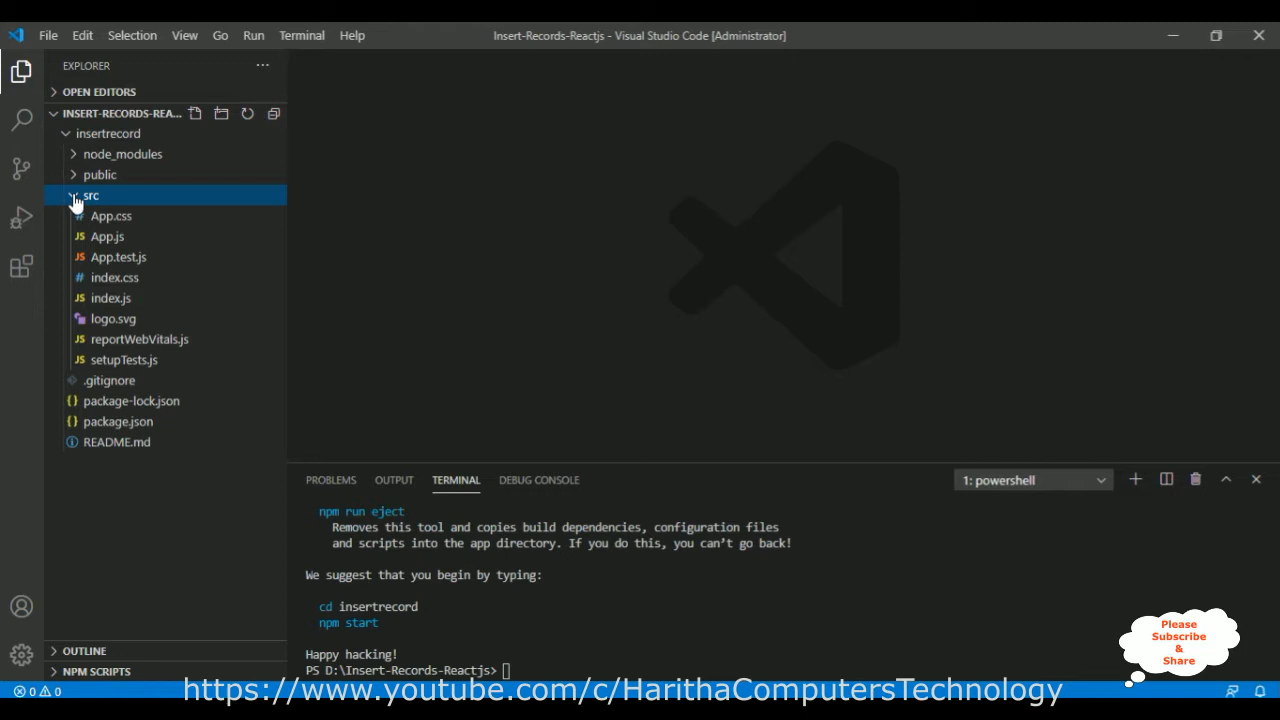 File Edit Selection View Go Run Terminal Help
Insert-Records-Reactjs - Visual Studio Code [Administrator]
EXPLORER
OPEN EDITORS
INSERT-RECORDS-REA...
insertrecord
node_modules
public
src
App.css
App.js
App.test.js
index.css
index.js
logo.svg
reportWebVitals.js
setupTests.js
.gitignore
package-lock.json
package.json
README.md
OUTLINE
NPM SCRIPTS
PROBLEMS OUTPUT TERMINAL DEBUG CONSOLE
1: powershell
npm run eject
Removes this tool and copies build dependencies, configuration files
and scripts into the app directory. If you do this, you can’t go back!
We suggest that you begin by typing:
cd insertrecord
npm start
Happy hacking!
PS D:\Insert-Records-Reactjs>
Please
Subscribe
&
Share
0 0
https://www.youtube.com/c/HarithaComputersTechnology